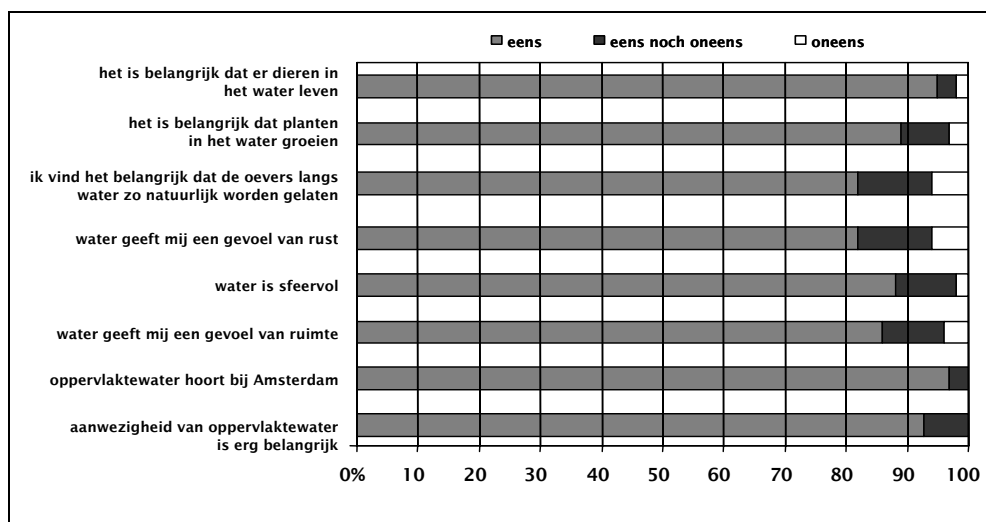 eens eens noch oneens oneens
het is belangrijk dat er dieren in
het water leven
het is belangrijk dat planten
in het water groeien
ik vind het belangrijk dat de oevers langs
water zo natuurlijk worden gelaten
water geeft mij een gevoel van rust
water is sfeervol
water geeft mij een gevoel van ruimte
oppervlaktewater hoort bij Amsterdam
aanwezigheid van oppervlaktewater
is erg belangrijk
0% 10 20 30 40 50 60 70 80 90 100